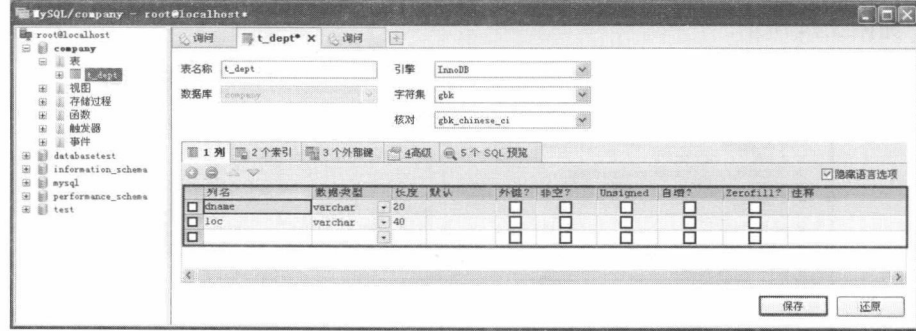 MySQL/company - root@localhost*
root@localhost
company
表
t_dept
视图
存储过程
函数
触发器
事件
databasetest
information_schema
mysql
performance_schema
test
询问 t_dept* X 询问
表名称 t_dept 引擎 InnoDB
数据库 company 字符集 gbk
核对 gbk_chinese_ci
1 列 2 个索引 3 个外部键 4高级 5 个 SQL 预览
隐藏语言选项
列名 数据类型 长度 默认 外键? 非空? Unsigned 自增? Zerofill? 注释
dname varchar 20
loc varchar 40
保存 还原